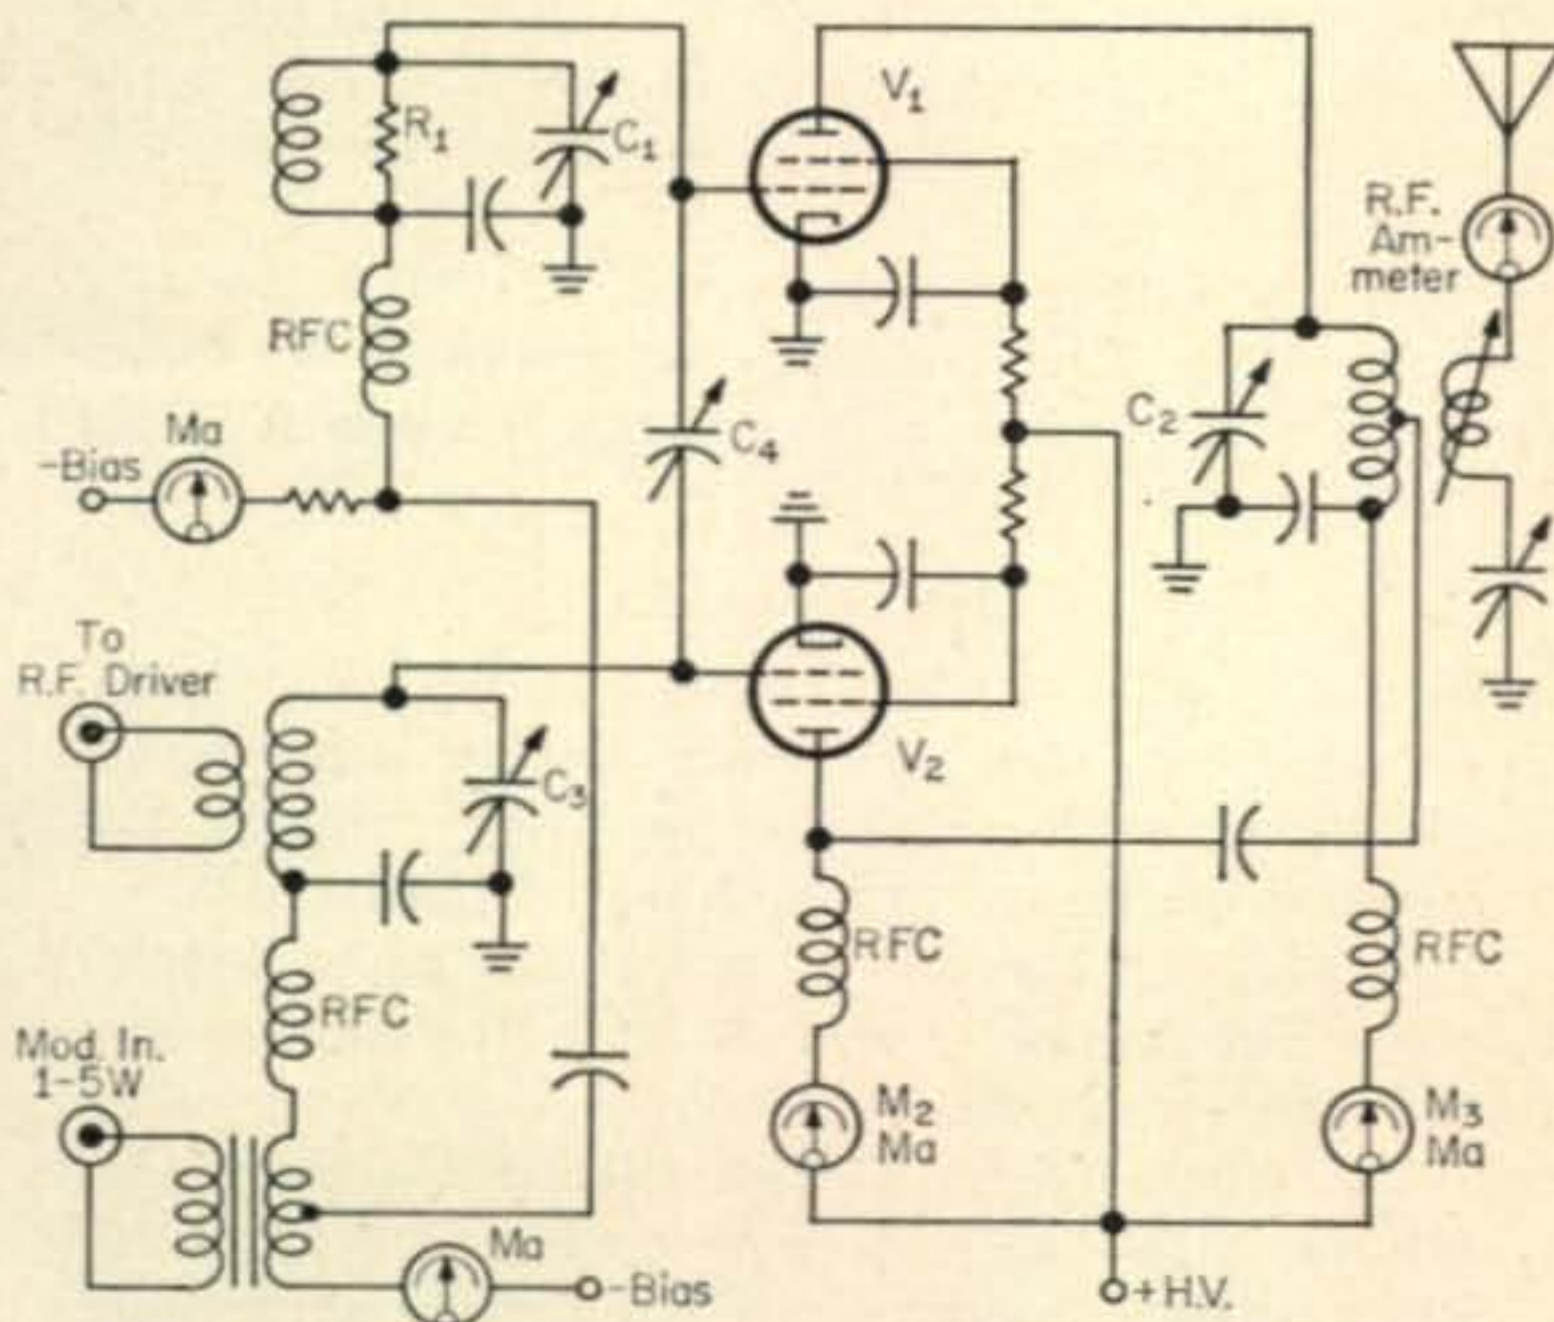 V1
R1
C1
R.F.
Am-
meter
RFC
C2
Ma
C4
-Bias
To
R.F. Driver
V2
C3
RFC
RFC
RFC
Mod. In.
1-5W
M2
Ma
M3
Ma
Ma
-Bias
+H.V.